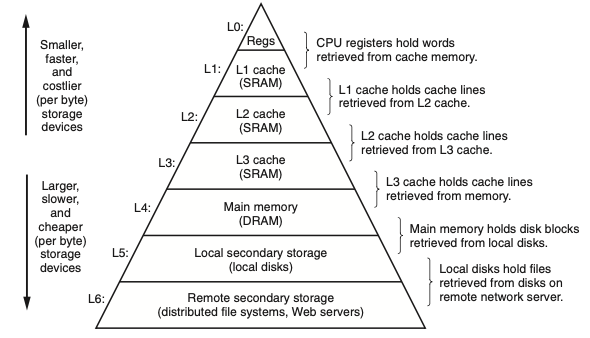 L0:
Regs
CPU registers hold words
retrieved from cache memory.
Smaller,
faster,
and
costlier
(per byte)
storage
devices
L1:
L1 cache
(SRAM)
L1 cache holds cache lines
retrieved from L2 cache.
L2:
L2 cache
(SRAM)
L2 cache holds cache lines
retrieved from L3 cache.
L3:
L3 cache
(SRAM)
L3 cache holds cache lines
retrieved from memory.
Larger,
slower,
and
cheaper
(per byte)
storage
devices
L4:
Main memory
(DRAM)
Main memory holds disk blocks
retrieved from local disks.
L5:
Local secondary storage
(local disks)
Local disks hold files
retrieved from disks on
remote network server.
L6:
Remote secondary storage
(distributed file systems, Web servers)